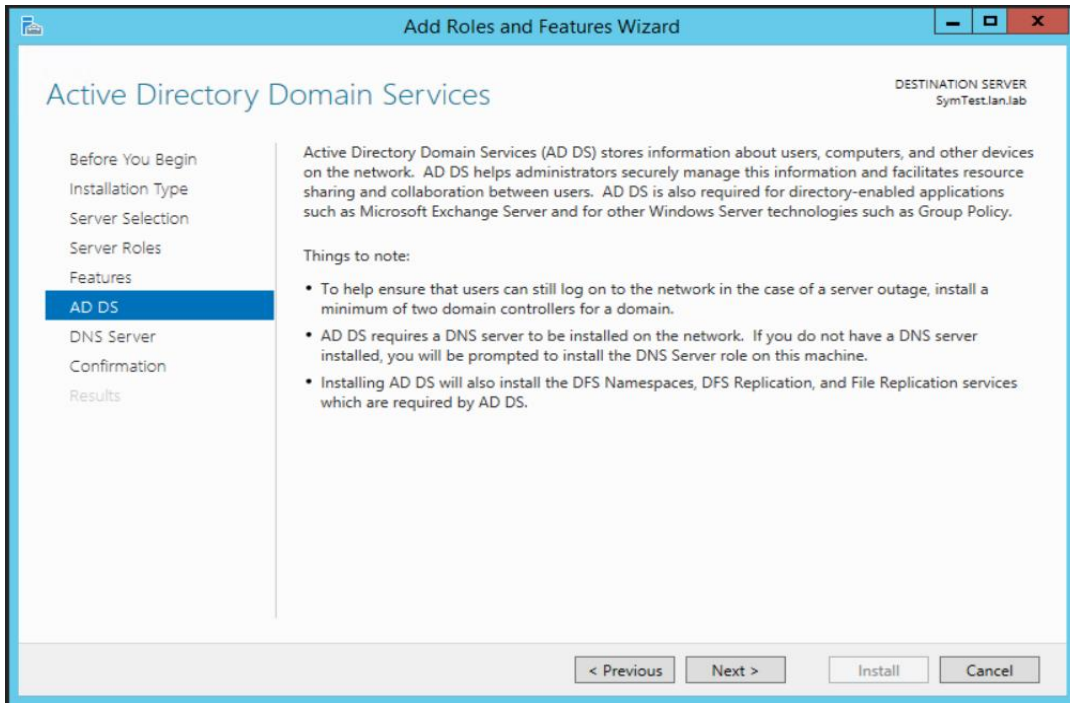 Add Roles and Features Wizard
Active Directory Domain Services
DESTINATION SERVER
SymTest.lan.lab
Before You Begin
Installation Type
Server Selection
Server Roles
Features
AD DS
DNS Server
Confirmation
Results
Active Directory Domain Services (AD DS) stores information about users, computers, and other devices
on the network. AD DS helps administrators securely manage this information and facilitates resource
sharing and collaboration between users. AD DS is also required for directory-enabled applications
such as Microsoft Exchange Server and for other Windows Server technologies such as Group Policy.
Things to note:
• To help ensure that users can still log on to the network in the case of a server outage, install a
minimum of two domain controllers for a domain.
• AD DS requires a DNS server to be installed on the network. If you do not have a DNS server
installed, you will be prompted to install the DNS Server role on this machine.
• Installing AD DS will also install the DFS Namespaces, DFS Replication, and File Replication services
which are required by AD DS.
< Previous Next > Install Cancel